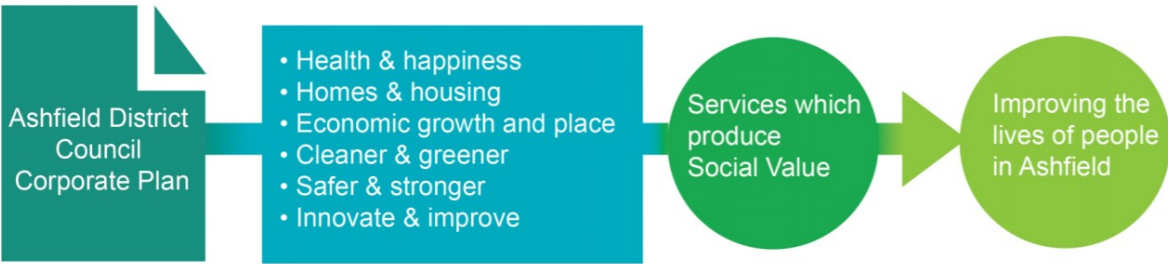 Ashfield District
Council
Corporate Plan
• Health & happiness
• Homes & housing
• Economic growth and place
• Cleaner & greener
• Safer & stronger
• Innovate & improve
Services which
produce
Social Value
Improving the
lives of people
in Ashfield